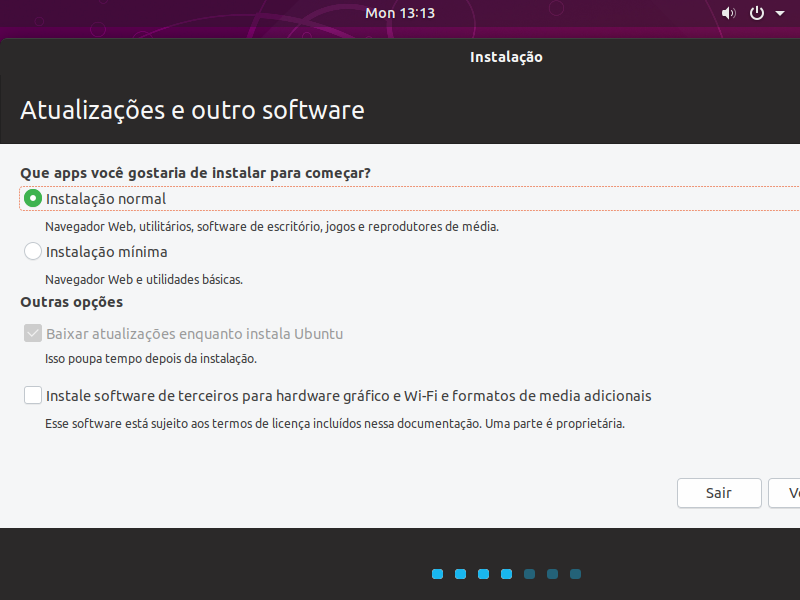 Mon 13:13
Instalação
Atualizações e outro software
Que apps você gostaria de instalar para começar?
Instalação normal
Navegador Web, utilitários, software de escritório, jogos e reprodutores de média.
Instalação mínima
Navegador Web e utilidades básicas.
Outras opções
Baixar atualizações enquanto instala Ubuntu
Isso poupa tempo depois da instalação.
Instale software de terceiros para hardware gráfico e Wi-Fi e formatos de media adicionais
Esse software está sujeito aos termos de licença incluídos nessa documentação. Uma parte é proprietária.
Sair